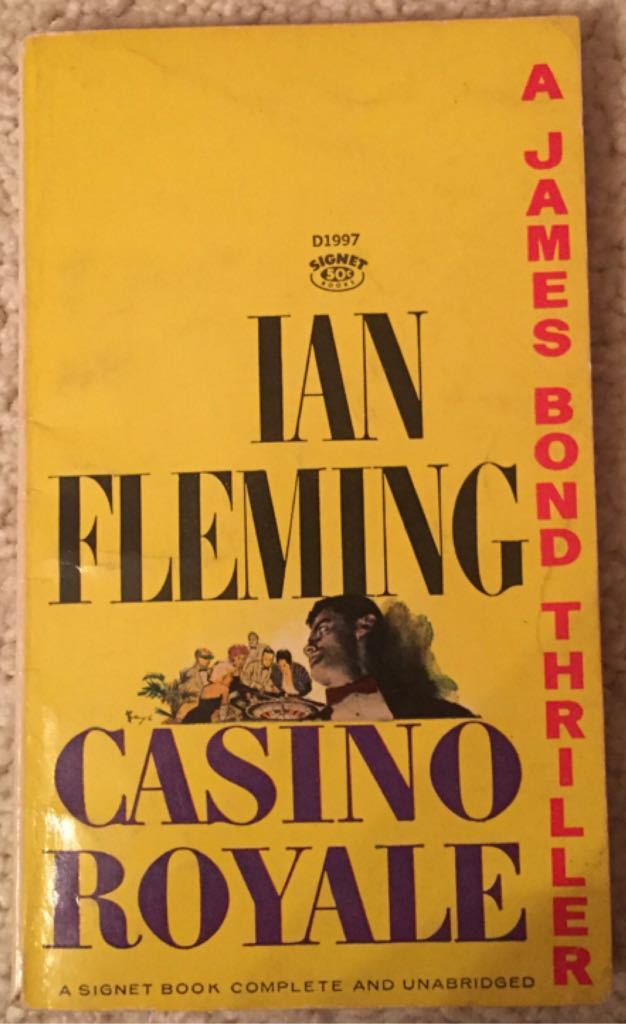 D1997
SIGNET
50¢
BOOKS
IAN
FLEMING
CASINO
ROYALE
A SIGNET BOOK COMPLETE AND UNABRIDGED
A JAMES BOND THRILLER